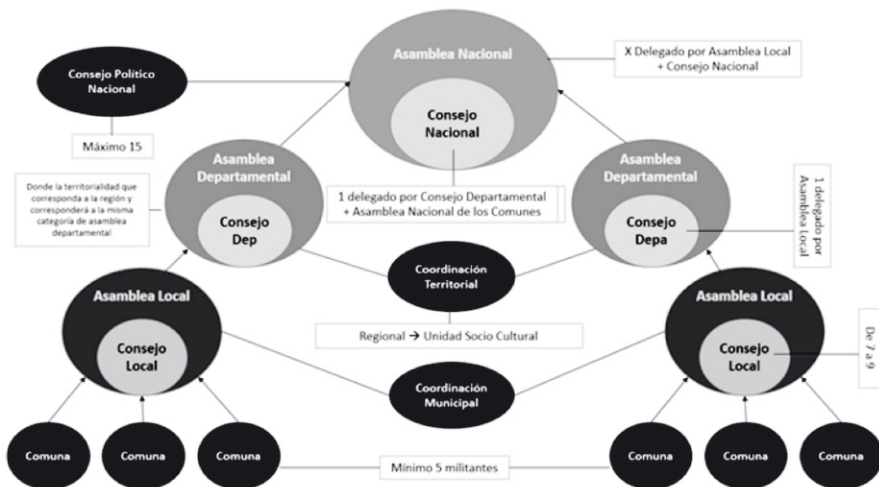 Asamblea Nacional
X Delegado por Asamblea Local
+ Consejo Nacional
Consejo Político
Nacional
Consejo
Nacional
Máximo 15
Asamblea
Departamental
Asamblea
Departamental
Donde la territorialidad que
corresponda a la región y
corresponderá a la misma
categoría de asamblea
departamental
1 delegado por Consejo Departamental
+ Asamblea Nacional de los Comunes
1 delegado por
Asamblea Local
Consejo
Dep
Consejo
Depa
Coordinación
Territorial
Asamblea Local
Asamblea Local
Regional → Unidad Socio Cultural
Consejo
Local
Consejo
Local
De 7 a 9
Coordinación
Municipal
Comuna
Comuna
Comuna
Comuna
Comuna
Comuna
Mínimo 5 militantes